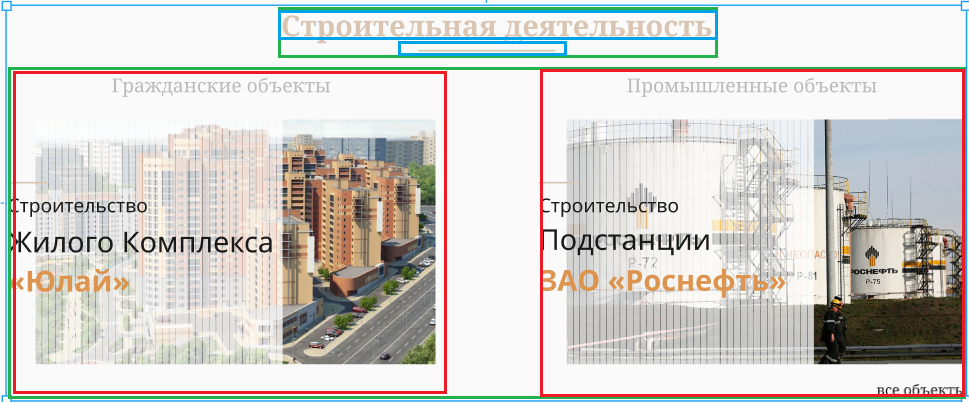 Строительная деятельность
Гражданские объекты
Строительство
Жилого Комплекса
«Юлай»
Промышленные объекты
Строительство
Подстанции
ЗАО «Роснефть»
Р-72
ОГНЕОПАСНО
Р-81
РОСНЕФТЬ
Р-75
все объекты